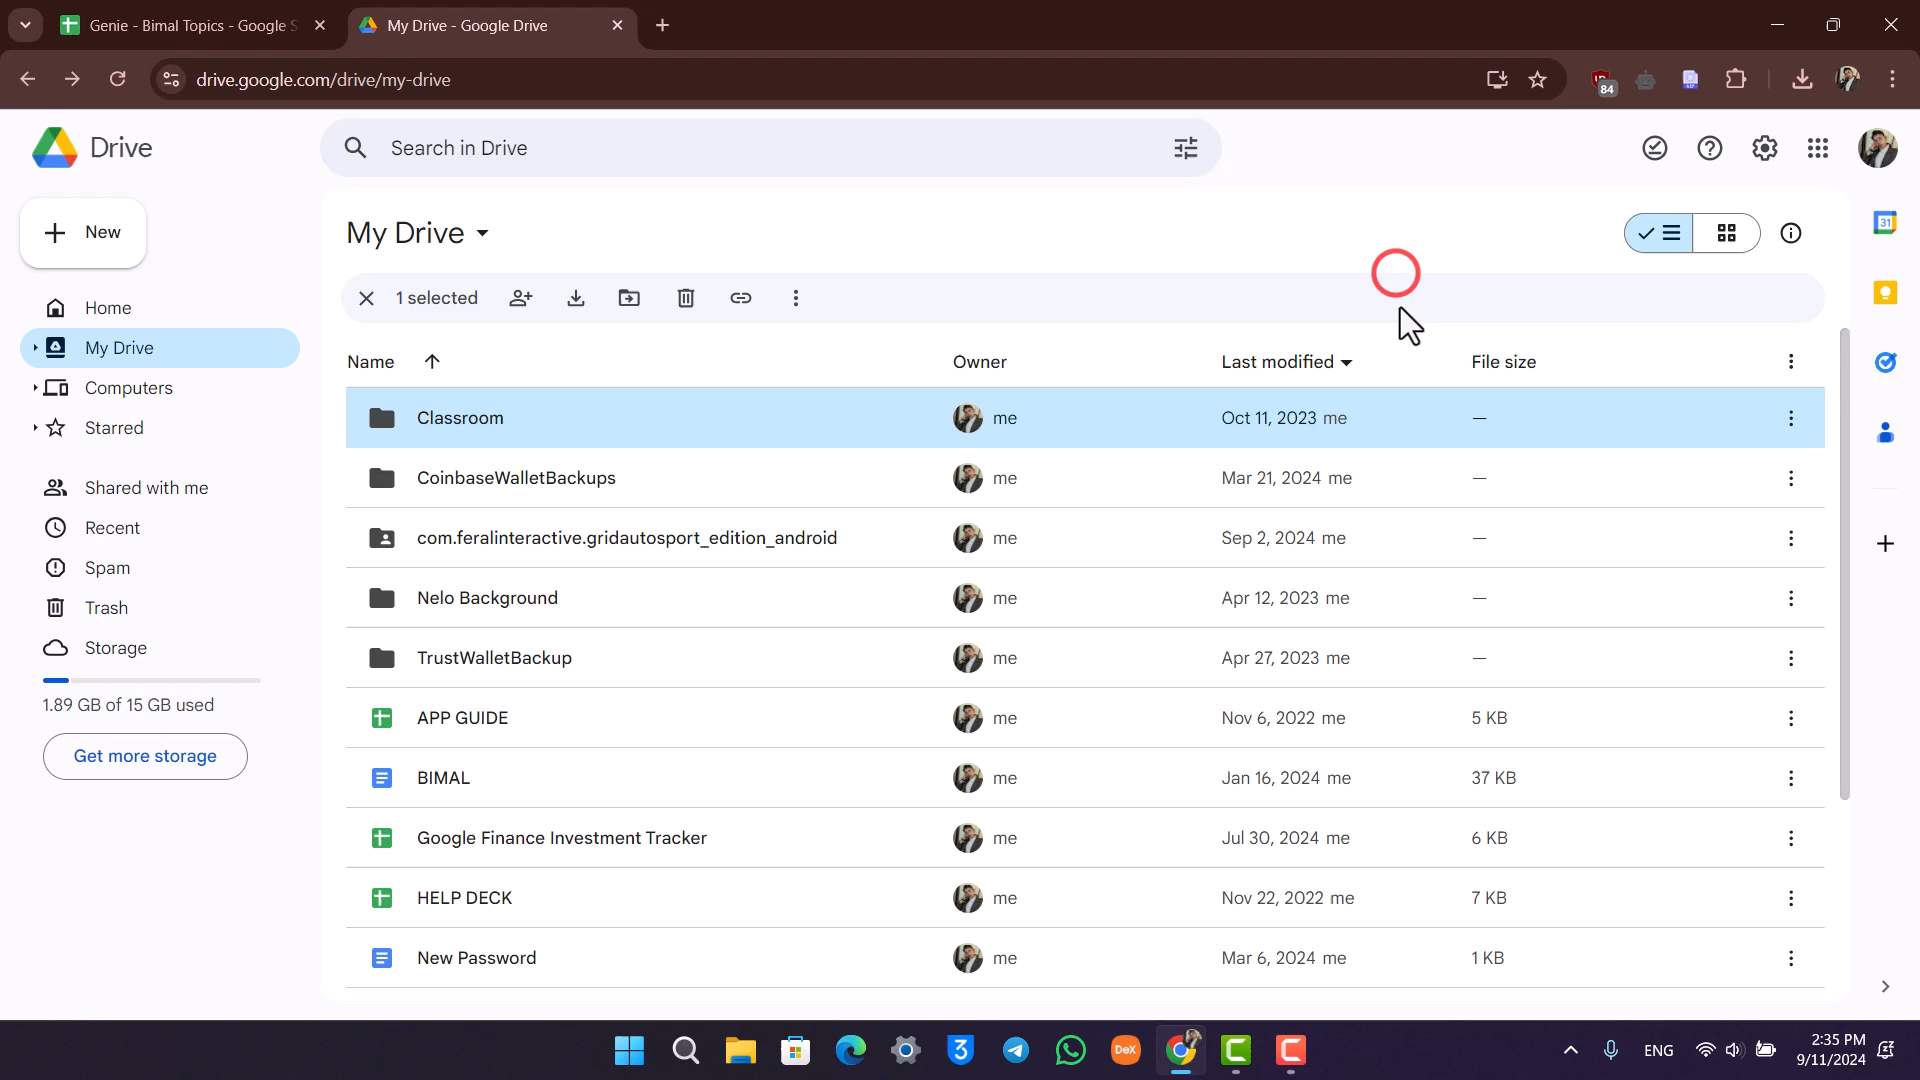 Genie - Bimal Topics - Google S
My Drive - Google Drive
drive.google.com/drive/my-drive
84
Drive
Search in Drive
31
New
My Drive
1 selected
Home
My Drive
Computers
Starred
Shared with me
Recent
Spam
Trash
Storage
1.89 GB of 15 GB used
Get more storage
Name Owner Last modified File size
Classroom me Oct 11, 2023 me —
CoinbaseWalletBackups me Mar 21, 2024 me —
com.feralinteractive.gridautosport_edition_android me Sep 2, 2024 me —
Nelo Background me Apr 12, 2023 me —
TrustWalletBackup me Apr 27, 2023 me —
APP GUIDE me Nov 6, 2022 me 5 KB
BIMAL me Jan 16, 2024 me 37 KB
Google Finance Investment Tracker me Jul 30, 2024 me 6 KB
HELP DECK me Nov 22, 2022 me 7 KB
New Password me Mar 6, 2024 me 1 KB
3
DeX
ENG
2:35 PM
9/11/2024